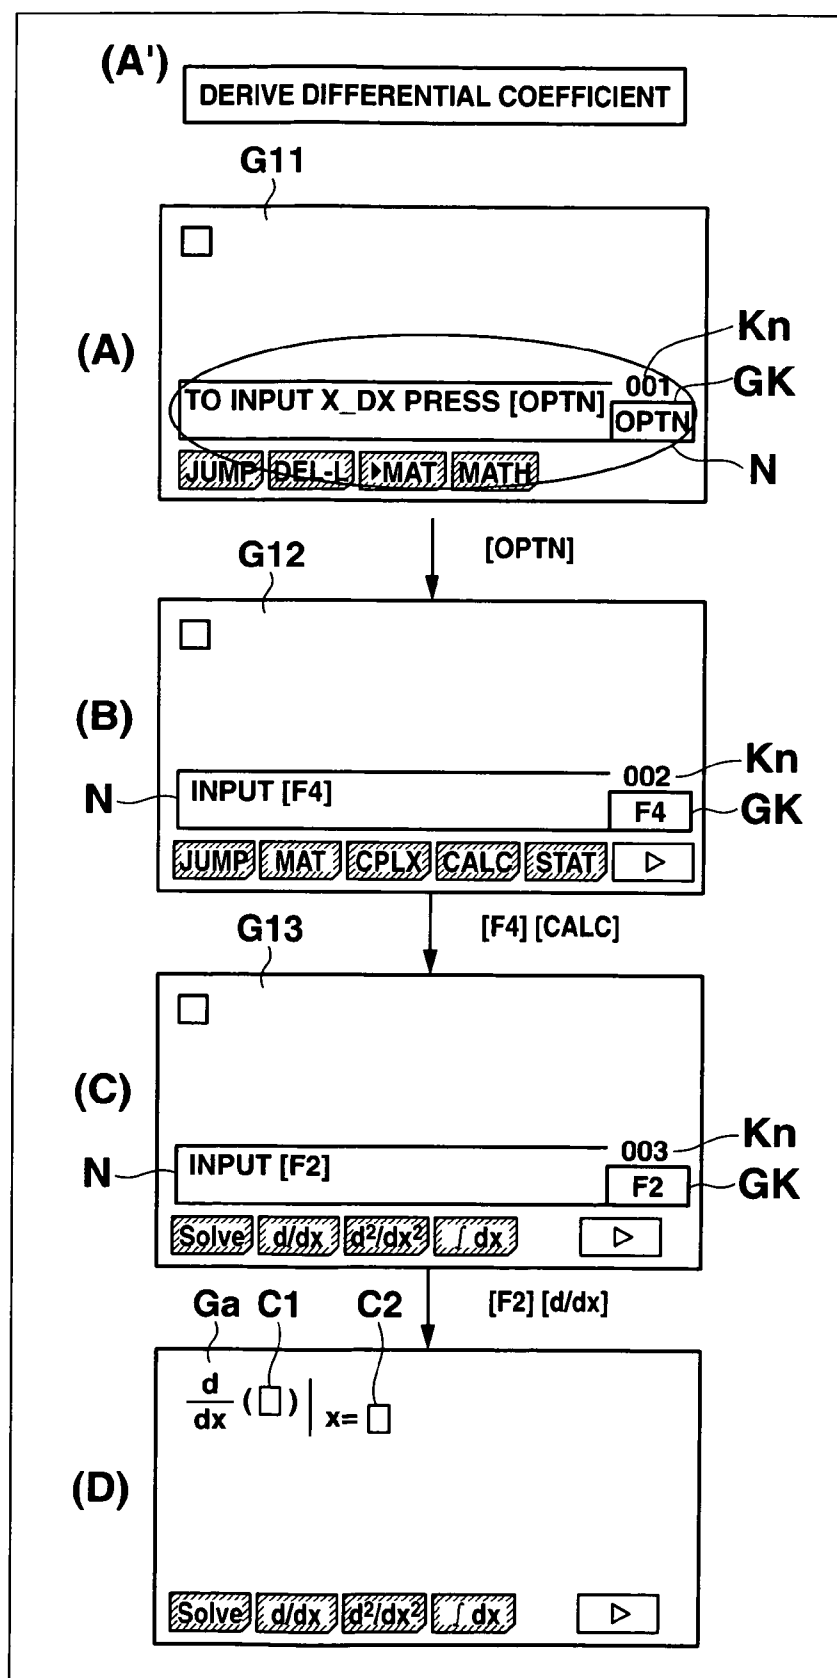 (A')
DERIVE DIFFERENTIAL COEFFICIENT
G11
(A)
Kn
001
GK
TO INPUT X_DX PRESS [OPTN]
OPTN
N
JUMP DEL-L ▶MAT MATH
[OPTN]
G12
(B)
Kn
002
N
INPUT [F4]
F4
GK
JUMP MAT CPLX CALC STAT ▷
[F4] [CALC]
G13
(C)
Kn
003
N
INPUT [F2]
F2
GK
Solve d/dx d²/dx² ∫ dx ▷
[F2] [d/dx]
Ga C1 C2
d
dx
(□) | x= □
(D)
Solve d/dx d²/dx² ∫ dx ▷